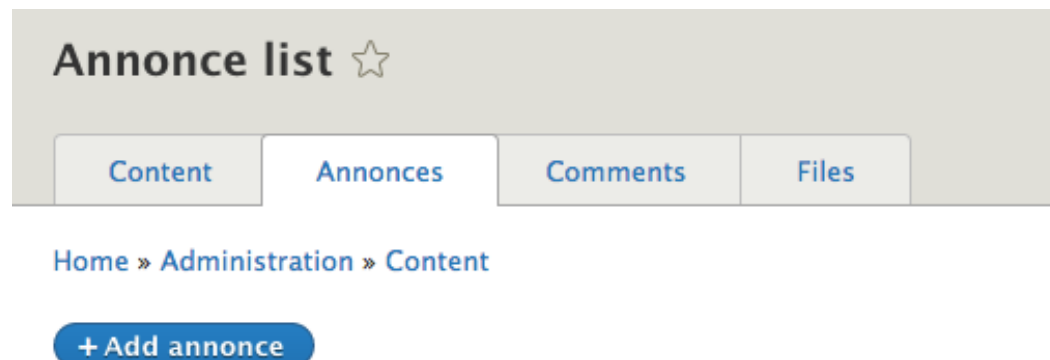 Annonce list
Content Annonces Comments Files
Home » Administration » Content
+ Add annonce